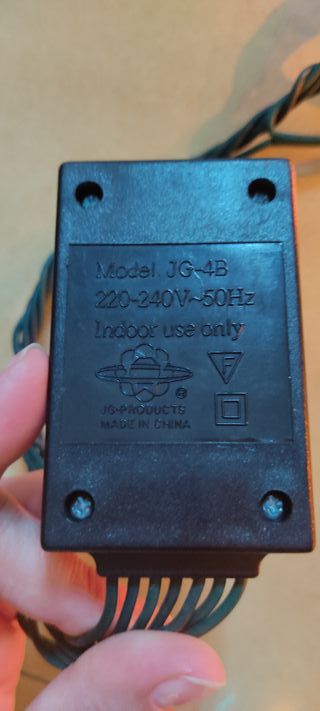 Model. JG-4B
220-240V~50Hz
Indoor use only
F
®
JG-PRODUCTS
MADE IN CHINA